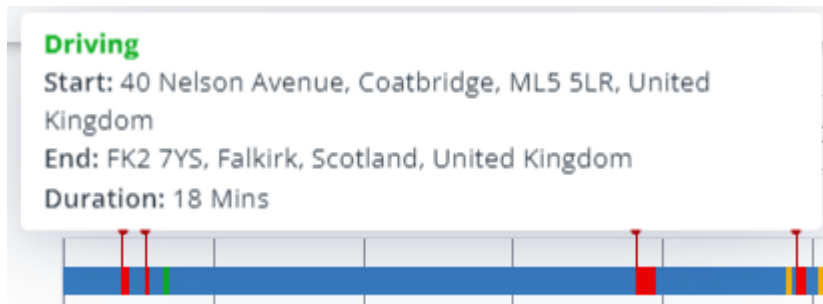 Driving
Start: 40 Nelson Avenue, Coatbridge, ML5 5LR, United
Kingdom
End: FK2 7YS, Falkirk, Scotland, United Kingdom
Duration: 18 Mins